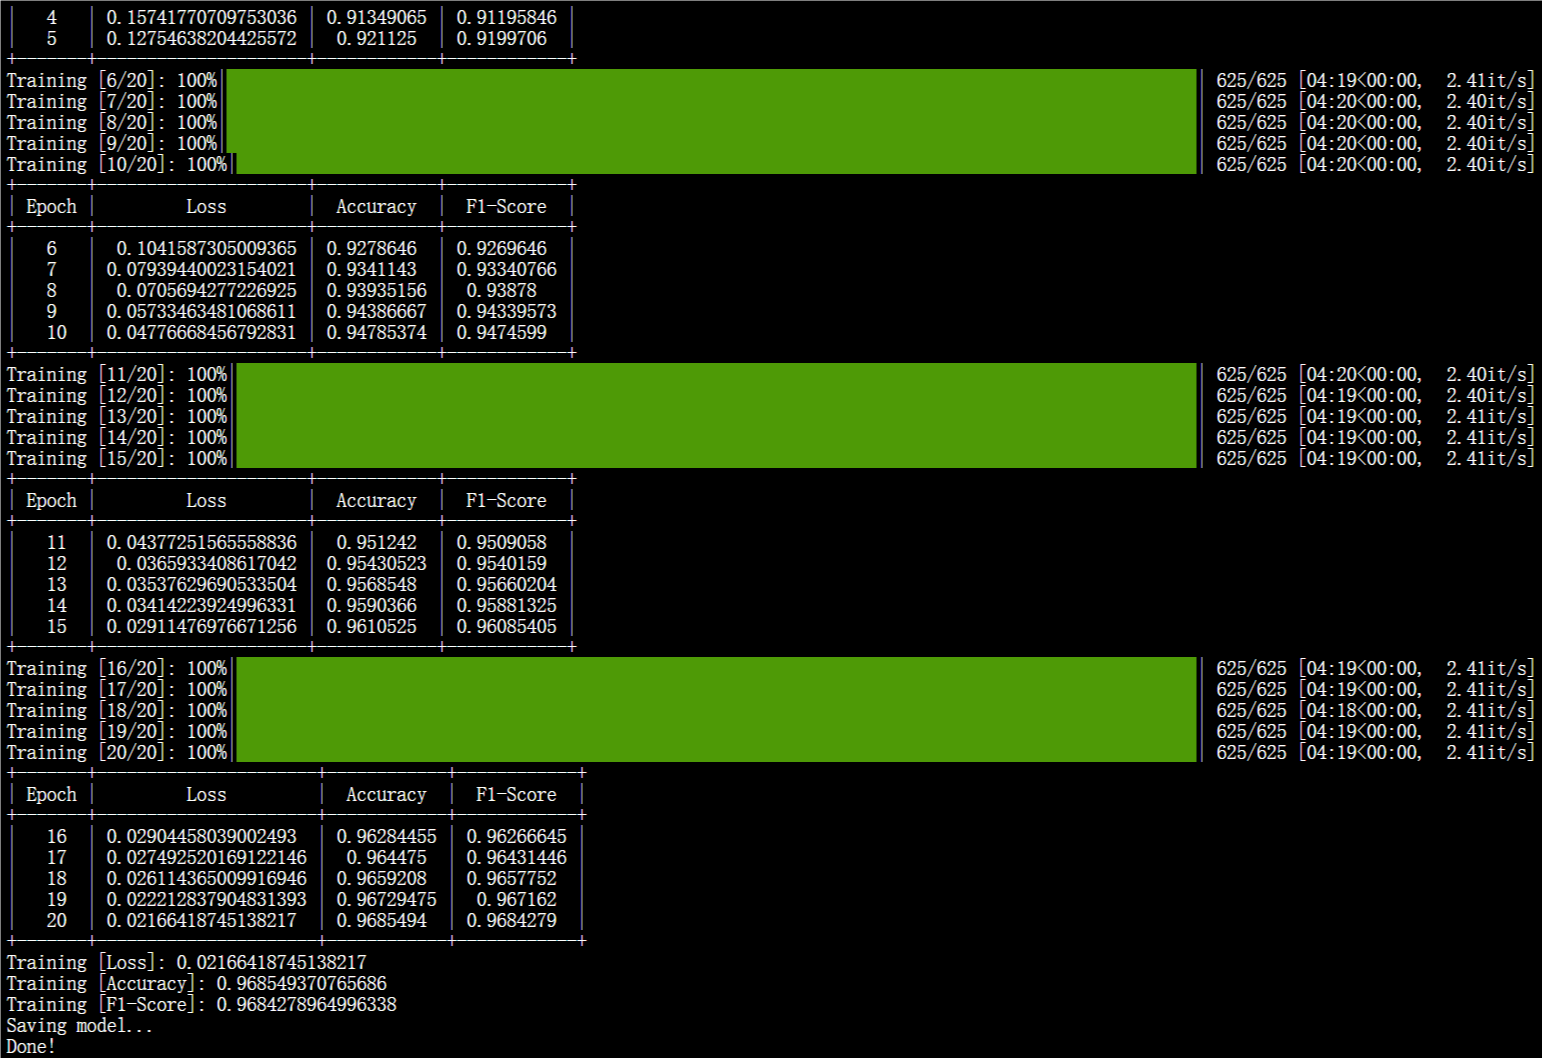 4 0.15741770709753036 0.91349065 0.91195846
5 0.12754638204425572 0.921125 0.9199706
Training [6/20]: 100% 625/625 [04:19<00:00, 2.41it/s]
Training [7/20]: 100% 625/625 [04:20<00:00, 2.40it/s]
Training [8/20]: 100% 625/625 [04:20<00:00, 2.40it/s]
Training [9/20]: 100% 625/625 [04:20<00:00, 2.40it/s]
Training [10/20]: 100% 625/625 [04:20<00:00, 2.40it/s]
Epoch Loss Accuracy F1-Score
6 0.1041587305009365 0.9278646 0.9269646
7 0.07939440023154021 0.9341143 0.93340766
8 0.0705694277226925 0.93935156 0.93878
9 0.05733463481068611 0.94386667 0.94339573
10 0.04776668456792831 0.94785374 0.9474599
Training [11/20]: 100% 625/625 [04:20<00:00, 2.40it/s]
Training [12/20]: 100% 625/625 [04:19<00:00, 2.40it/s]
Training [13/20]: 100% 625/625 [04:19<00:00, 2.41it/s]
Training [14/20]: 100% 625/625 [04:19<00:00, 2.41it/s]
Training [15/20]: 100% 625/625 [04:19<00:00, 2.41it/s]
Epoch Loss Accuracy F1-Score
11 0.04377251565558836 0.951242 0.9509058
12 0.0365933408617042 0.95430523 0.9540159
13 0.03537629690533504 0.9568548 0.95660204
14 0.03414223924996331 0.9590366 0.95881325
15 0.02911476976671256 0.9610525 0.96085405
Training [16/20]: 100% 625/625 [04:19<00:00, 2.41it/s]
Training [17/20]: 100% 625/625 [04:19<00:00, 2.41it/s]
Training [18/20]: 100% 625/625 [04:18<00:00, 2.41it/s]
Training [19/20]: 100% 625/625 [04:19<00:00, 2.41it/s]
Training [20/20]: 100% 625/625 [04:19<00:00, 2.41it/s]
Epoch Loss Accuracy F1-Score
16 0.02904458039002493 0.96284455 0.96266645
17 0.027492520169122146 0.964475 0.96431446
18 0.026114365009916946 0.9659208 0.9657752
19 0.022212837904831393 0.96729475 0.967162
20 0.02166418745138217 0.9685494 0.9684279
Training [Loss]: 0.02166418745138217
Training [Accuracy]: 0.968549370765686
Training [F1-Score]: 0.9684278964996338
Saving model...
Done!